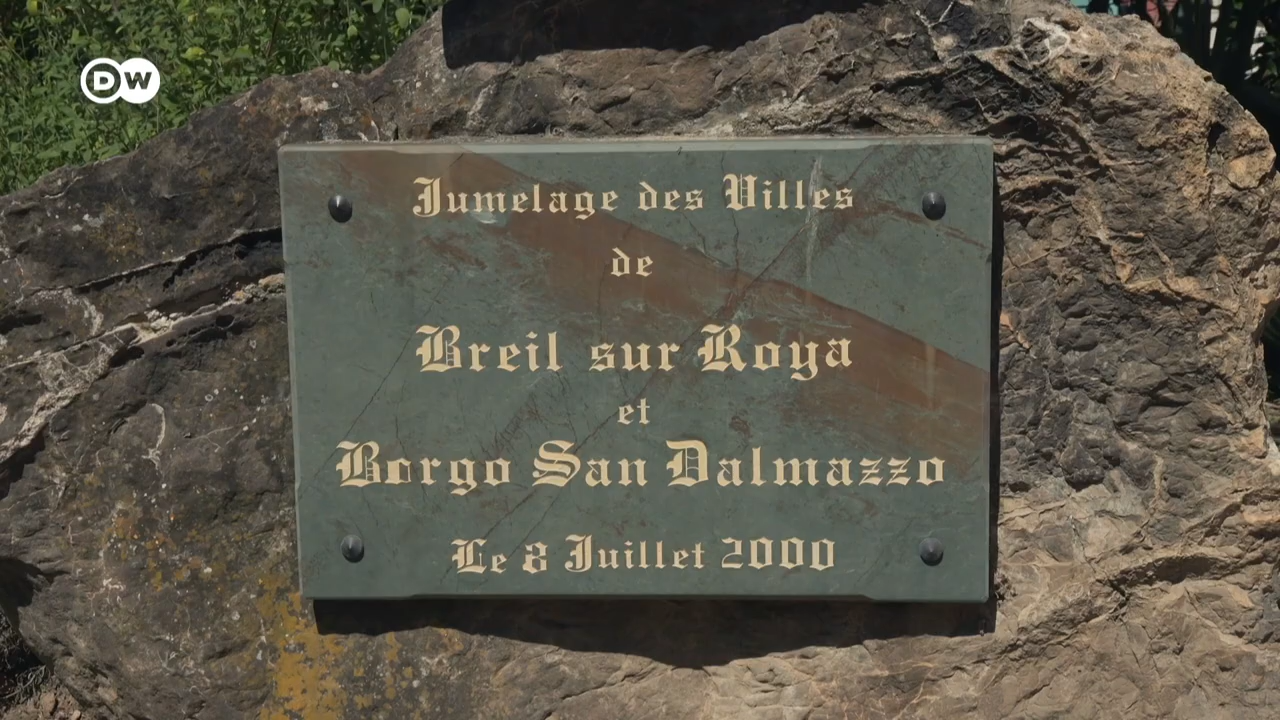 DW
Jumelage des Villes
de
Breil sur Roya
et
Borgo San Dalmazzo
Le 8 Juillet 2000